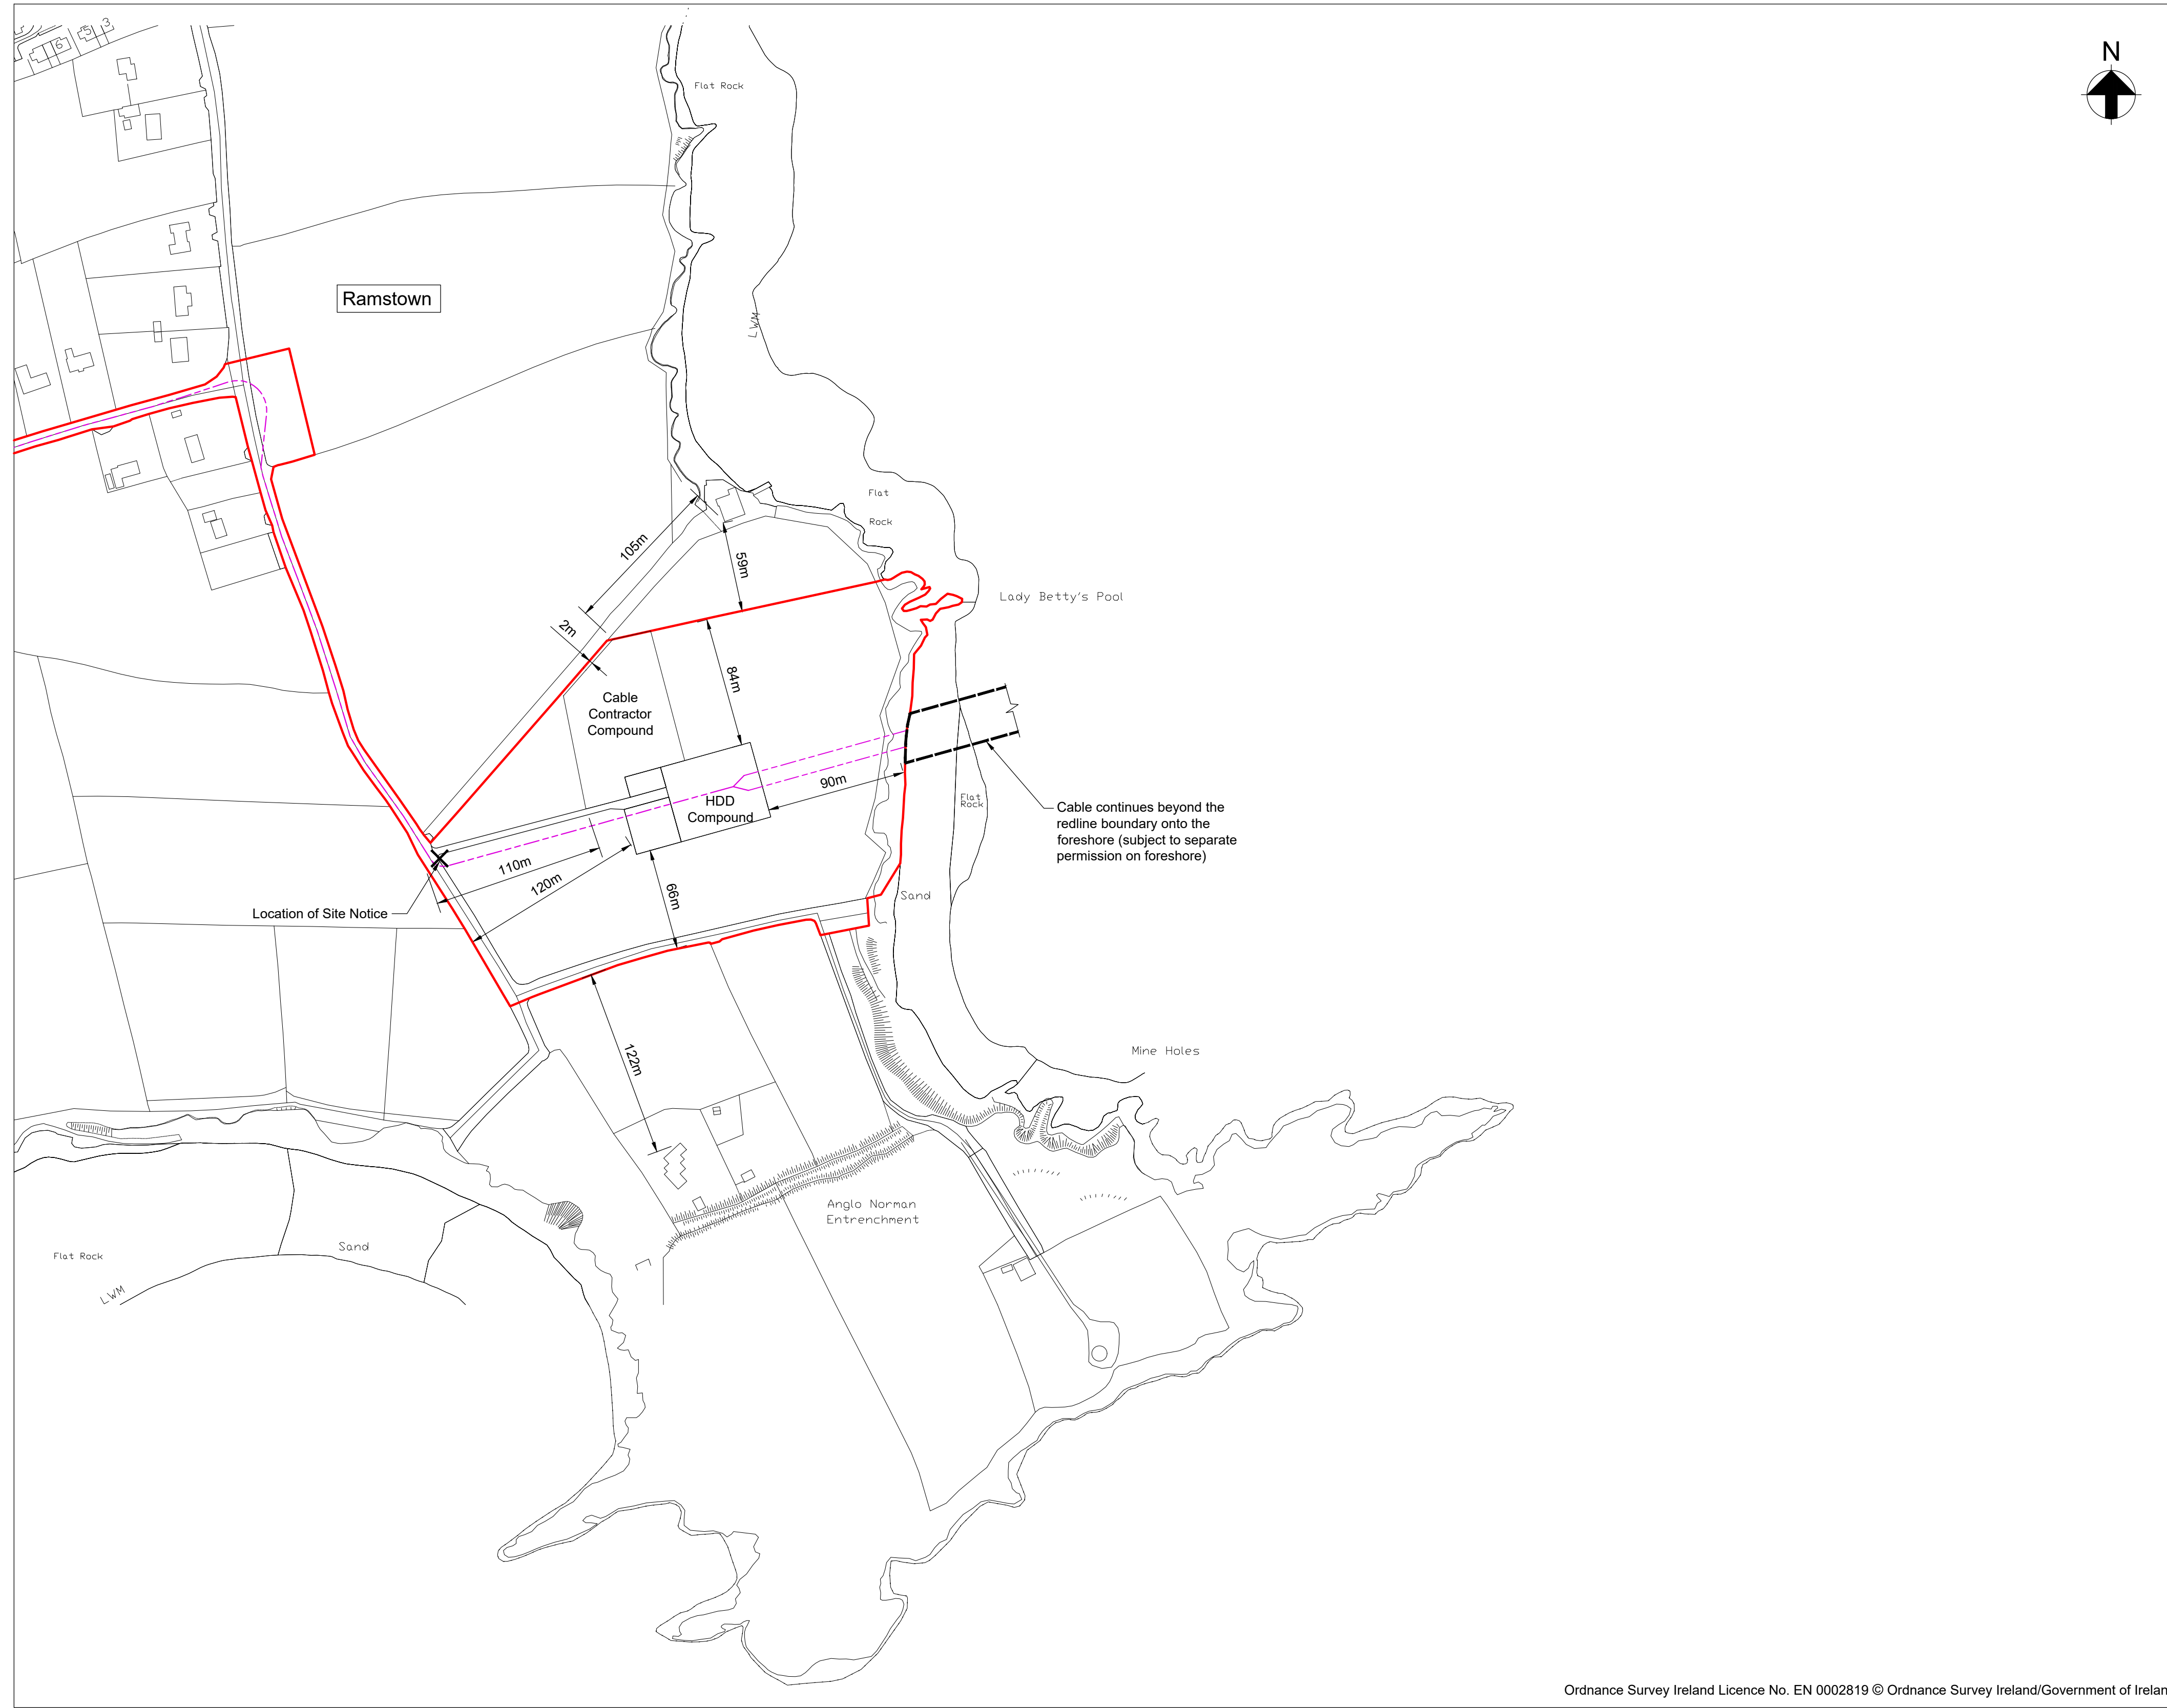 3
5
6
N
Flat Rock
Ramstown
LWM
Flat
Rock
105m
59m
Lady Betty's Pool
2m
84m
Cable
Contractor
Compound
90m
HDD
Compound
Flat
Rock
Cable continues beyond the
redline boundary onto the
foreshore (subject to separate
permission on foreshore)
110m
120m
66m
Sand
Location of Site Notice
122m
Mine Holes
Anglo Norman
Entrenchment
Sand
Flat Rock
LWM
Ordnance Survey Ireland Licence No. EN 0002819 © Ordnance Survey Ireland/Government of Irelan